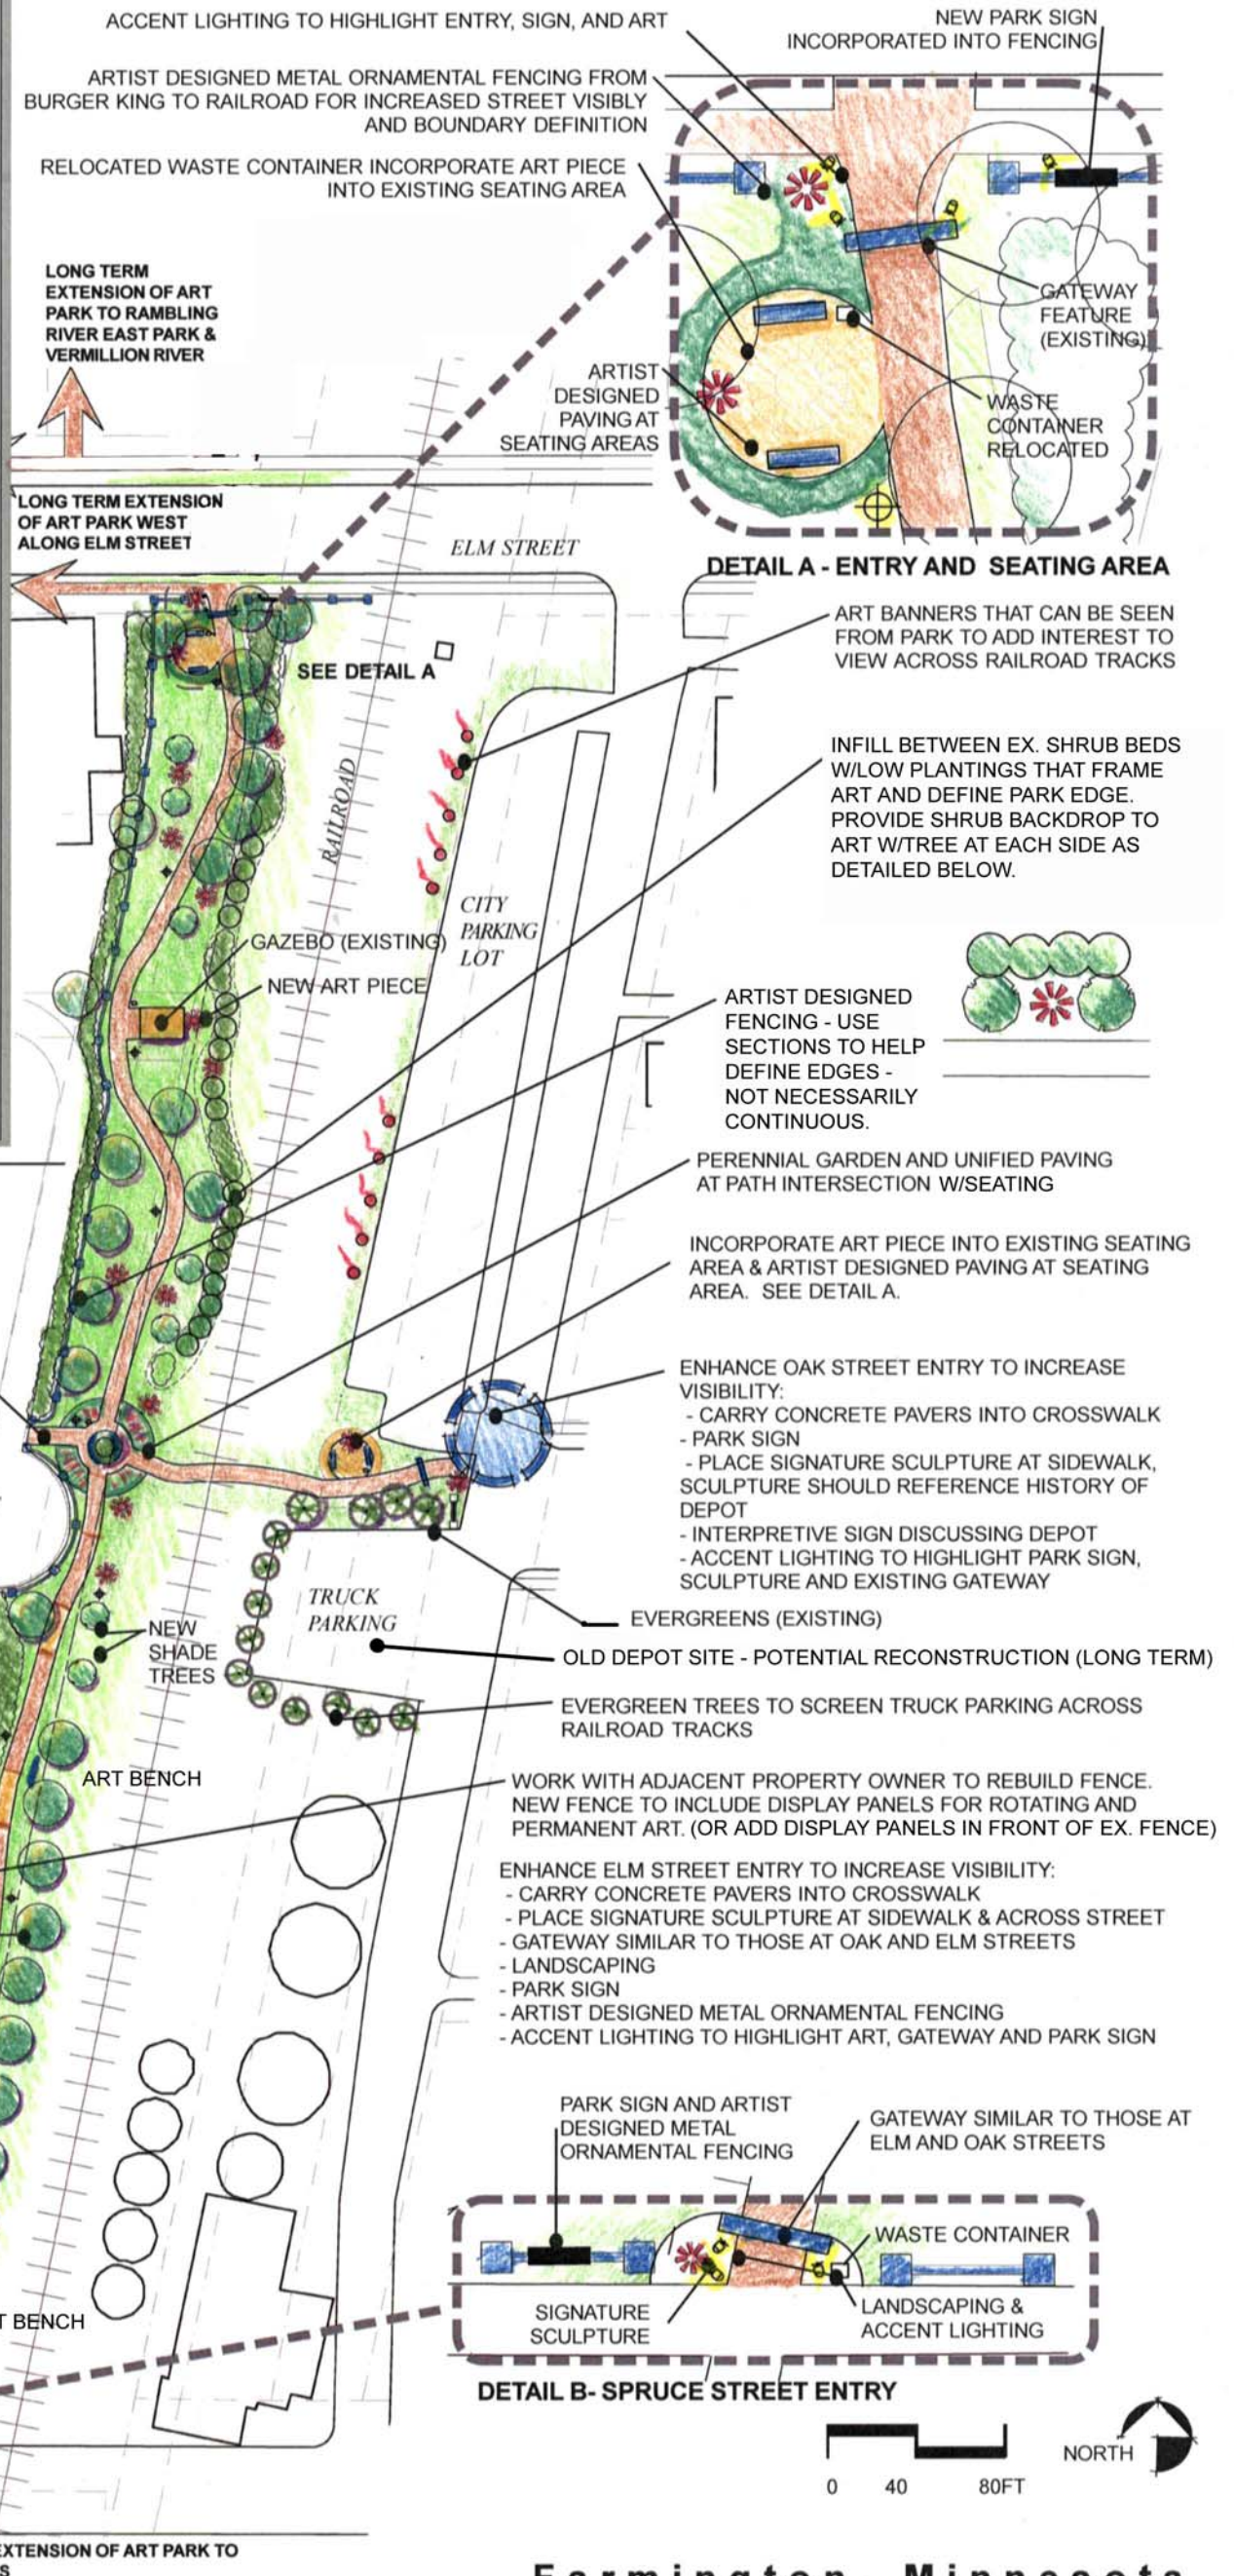 ACCENT LIGHTING TO HIGHLIGHT ENTRY, SIGN, AND ART
NEW PARK SIGN
INCORPORATED INTO FENCING
ARTIST DESIGNED METAL ORNAMENTAL FENCING FROM
BURGER KING TO RAILROAD FOR INCREASED STREET VISIBLY
AND BOUNDARY DEFINITION
RELOCATED WASTE CONTAINER INCORPORATE ART PIECE
INTO EXISTING SEATING AREA
LONG TERM
EXTENSION OF ART
PARK TO RAMBLING
RIVER EAST PARK &
VERMILLION RIVER
GATEWAY
FEATURE
(EXISTING)
ARTIST
DESIGNED
PAVING AT
SEATING AREAS
WASTE
CONTAINER
RELOCATED
LONG TERM EXTENSION
OF ART PARK WEST
ALONG ELM STREET
ELM STREET
DETAIL A - ENTRY AND SEATING AREA
SEE DETAIL A
ART BANNERS THAT CAN BE SEEN
FROM PARK TO ADD INTEREST TO
VIEW ACROSS RAILROAD TRACKS
RAILROAD
INFILL BETWEEN EX. SHRUB BEDS
W/LOW PLANTINGS THAT FRAME
ART AND DEFINE PARK EDGE.
PROVIDE SHRUB BACKDROP TO
ART W/TREE AT EACH SIDE AS
DETAILED BELOW.
CITY
PARKING
LOT
GAZEBO (EXISTING)
NEW ART PIECE
ARTIST DESIGNED
FENCING - USE
SECTIONS TO HELP
DEFINE EDGES -
NOT NECESSARILY
CONTINUOUS.
PERENNIAL GARDEN AND UNIFIED PAVING
AT PATH INTERSECTION W/SEATING
INCORPORATE ART PIECE INTO EXISTING SEATING
AREA & ARTIST DESIGNED PAVING AT SEATING
AREA. SEE DETAIL A.
ENHANCE OAK STREET ENTRY TO INCREASE
VISIBILITY:
- CARRY CONCRETE PAVERS INTO CROSSWALK
- PARK SIGN
- PLACE SIGNATURE SCULPTURE AT SIDEWALK,
SCULPTURE SHOULD REFERENCE HISTORY OF
DEPOT
- INTERPRETIVE SIGN DISCUSSING DEPOT
- ACCENT LIGHTING TO HIGHLIGHT PARK SIGN,
SCULPTURE AND EXISTING GATEWAY
TRUCK
PARKING
EVERGREENS (EXISTING)
NEW
SHADE
TREES
OLD DEPOT SITE - POTENTIAL RECONSTRUCTION (LONG TERM)
EVERGREEN TREES TO SCREEN TRUCK PARKING ACROSS
RAILROAD TRACKS
ART BENCH
WORK WITH ADJACENT PROPERTY OWNER TO REBUILD FENCE.
NEW FENCE TO INCLUDE DISPLAY PANELS FOR ROTATING AND
PERMANENT ART. (OR ADD DISPLAY PANELS IN FRONT OF EX. FENCE)
ENHANCE ELM STREET ENTRY TO INCREASE VISIBILITY:
- CARRY CONCRETE PAVERS INTO CROSSWALK
- PLACE SIGNATURE SCULPTURE AT SIDEWALK & ACROSS STREET
- GATEWAY SIMILAR TO THOSE AT OAK AND ELM STREETS
- LANDSCAPING
- PARK SIGN
- ARTIST DESIGNED METAL ORNAMENTAL FENCING
- ACCENT LIGHTING TO HIGHLIGHT ART, GATEWAY AND PARK SIGN
PARK SIGN AND ARTIST
DESIGNED METAL
ORNAMENTAL FENCING
GATEWAY SIMILAR TO THOSE AT
ELM AND OAK STREETS
WASTE CONTAINER
SIGNATURE
SCULPTURE
LANDSCAPING &
ACCENT LIGHTING
T BENCH
DETAIL B- SPRUCE STREET ENTRY
NORTH
0 40 80FT
EXTENSION OF ART PARK TO
Farmington, Minnesota